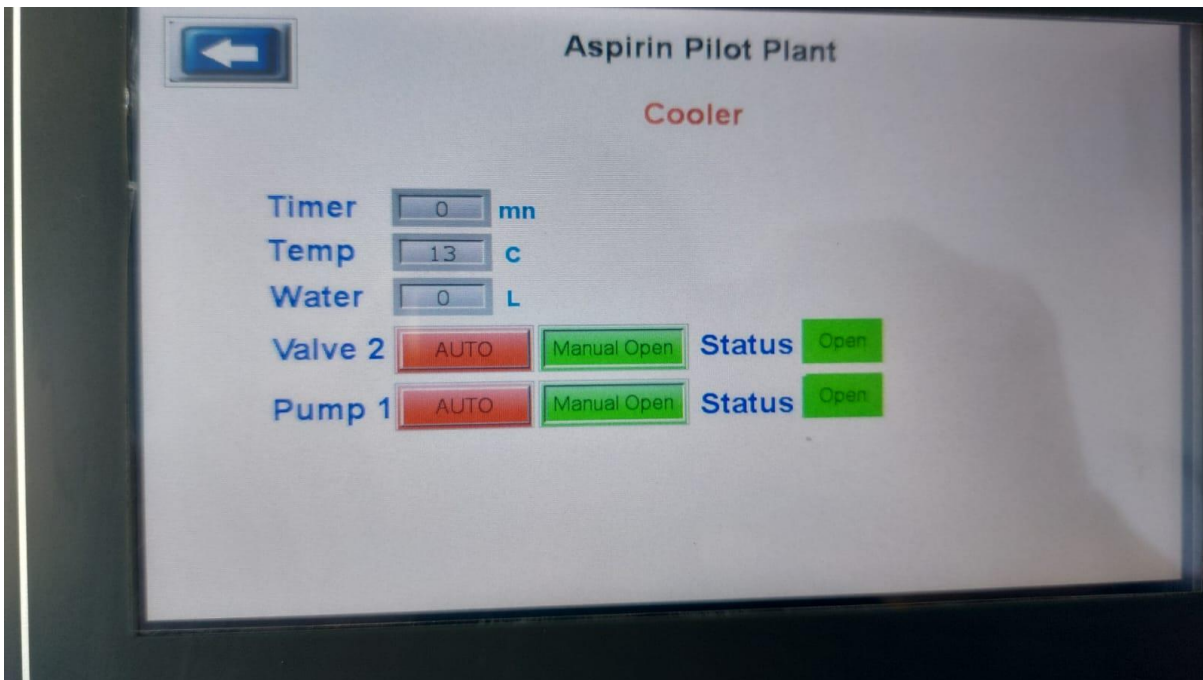 Aspirin Pilot Plant
Cooler
Timer 0 mn
Temp 13 C
Water 0 L
Valve 2 AUTO Manual Open Status Open
Pump 1 AUTO Manual Open Status Open